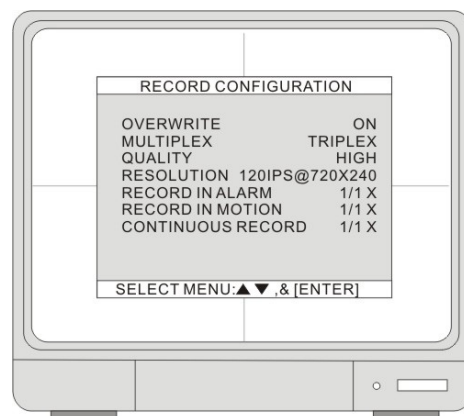 RECORD CONFIGURATION
OVERWRITE ON
MULTIPLEX TRIPLEX
QUALITY HIGH
RESOLUTION 120IPS@720X240
RECORD IN ALARM 1/1 X
RECORD IN MOTION 1/1 X
CONTINUOUS RECORD 1/1 X
SELECT MENU:▲ ▼ ,& [ENTER]